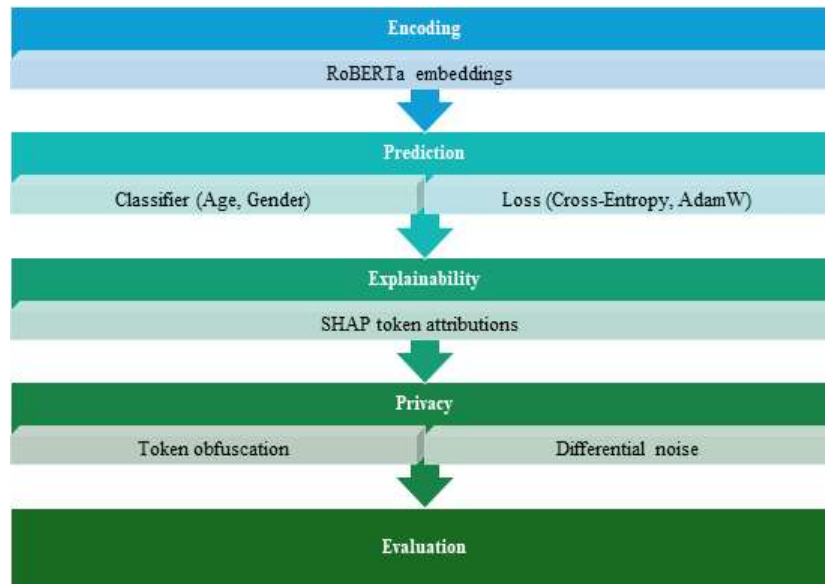 Encoding
RoBERTa embeddings
Prediction
Classifier (Age, Gender)
Loss (Cross-Entropy, AdamW)
Explainability
SHAP token attributions
Privacy
Token obfuscation
Differential noise
Evaluation